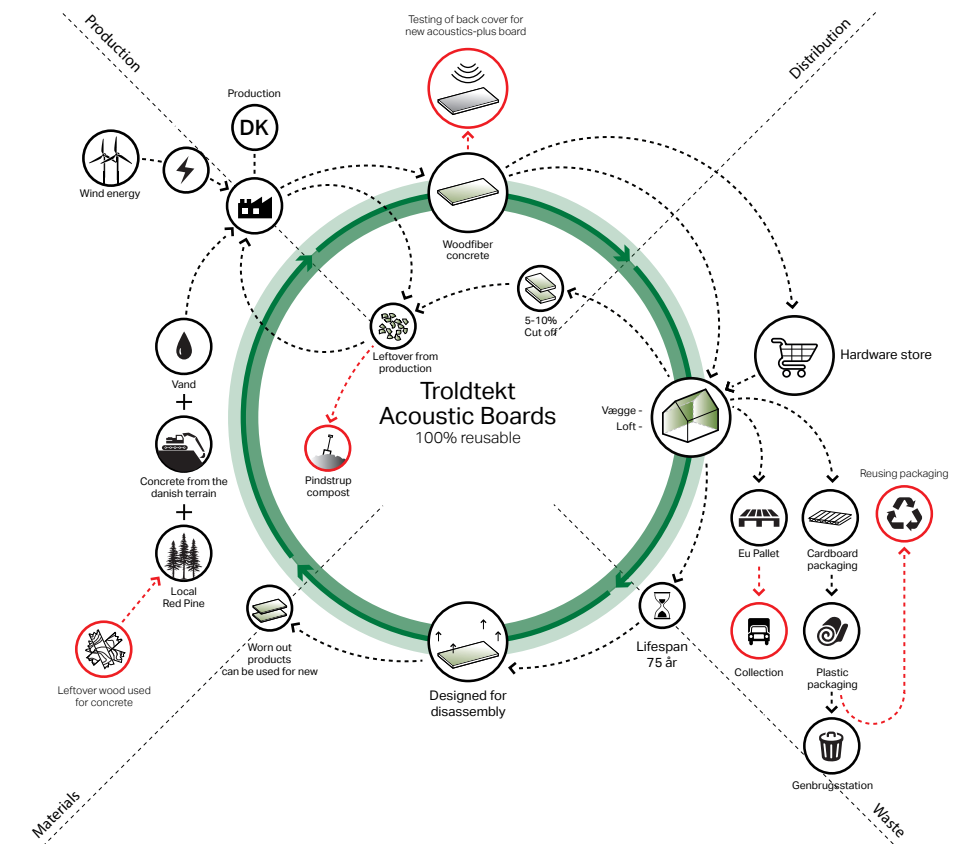 Testing of back cover for
new acoustics-plus board
Production
Distribution
Production
DK
Wind energy
Woodfiber
concrete
5-10%
Cut off
Leftover from
production
Hardware store
Vand
+
Troldtekt
Acoustic Boards
100% reusable
Vægge -
Loft -
Concrete from the
danish terrain
+
Pindstrup
compost
Reusing packaging
Eu Pallet
Cardboard
packaging
Local
Red Pine
Worn out
products
can be used for new
Lifespan
75 år
Leftover wood used
for concrete
Designed for
disassembly
Collection
Plastic
packaging
Genbrugsstation
Materials
Waste